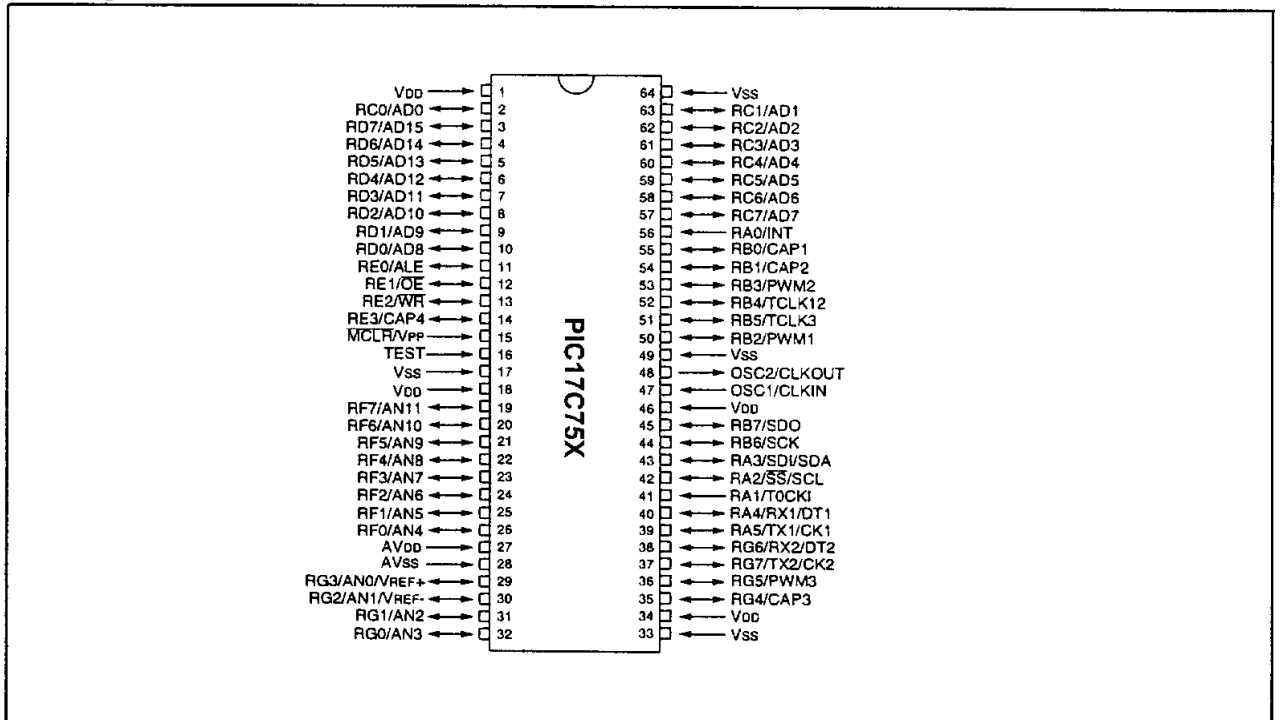 VDD 1
RC0/AD0 2
RD7/AD15 3
RD6/AD14 4
RD5/AD13 5
RD4/AD12 6
RD3/AD11 7
RD2/AD10 8
RD1/AD9 9
RD0/AD8 10
RE0/ALE 11
RE1/O̅E̅ 12
RE2/W̅R̅ 13
RE3/CAP4 14
M̅C̅L̅R̅/VPP 15
TEST 16
VSS 17
VDD 18
RF7/AN11 19
RF6/AN10 20
RF5/AN9 21
RF4/AN8 22
RF3/AN7 23
RF2/AN6 24
RF1/AN5 25
RF0/AN4 26
AVDD 27
AVSS 28
RG3/AN0/VREF+ 29
RG2/AN1/VREF- 30
RG1/AN2 31
RG0/AN3 32
PIC17C75X
64 VSS
63 RC1/AD1
62 RC2/AD2
61 RC3/AD3
60 RC4/AD4
59 RC5/AD5
58 RC6/AD6
57 RC7/AD7
56 RA0/INT
55 RB0/CAP1
54 RB1/CAP2
53 RB3/PWM2
52 RB4/TCLK12
51 RB5/TCLK3
50 RB2/PWM1
49 VSS
48 OSC2/CLKOUT
47 OSC1/CLKIN
46 VDD
45 RB7/SDO
44 RB6/SCK
43 RA3/SDI/SDA
42 RA2/S̅S̅/SCL
41 RA1/T0CKI
40 RA4/RX1/DT1
39 RA5/TX1/CK1
38 RG6/RX2/DT2
37 RG7/TX2/CK2
36 RG5/PWM3
35 RG4/CAP3
34 VDD
33 VSS